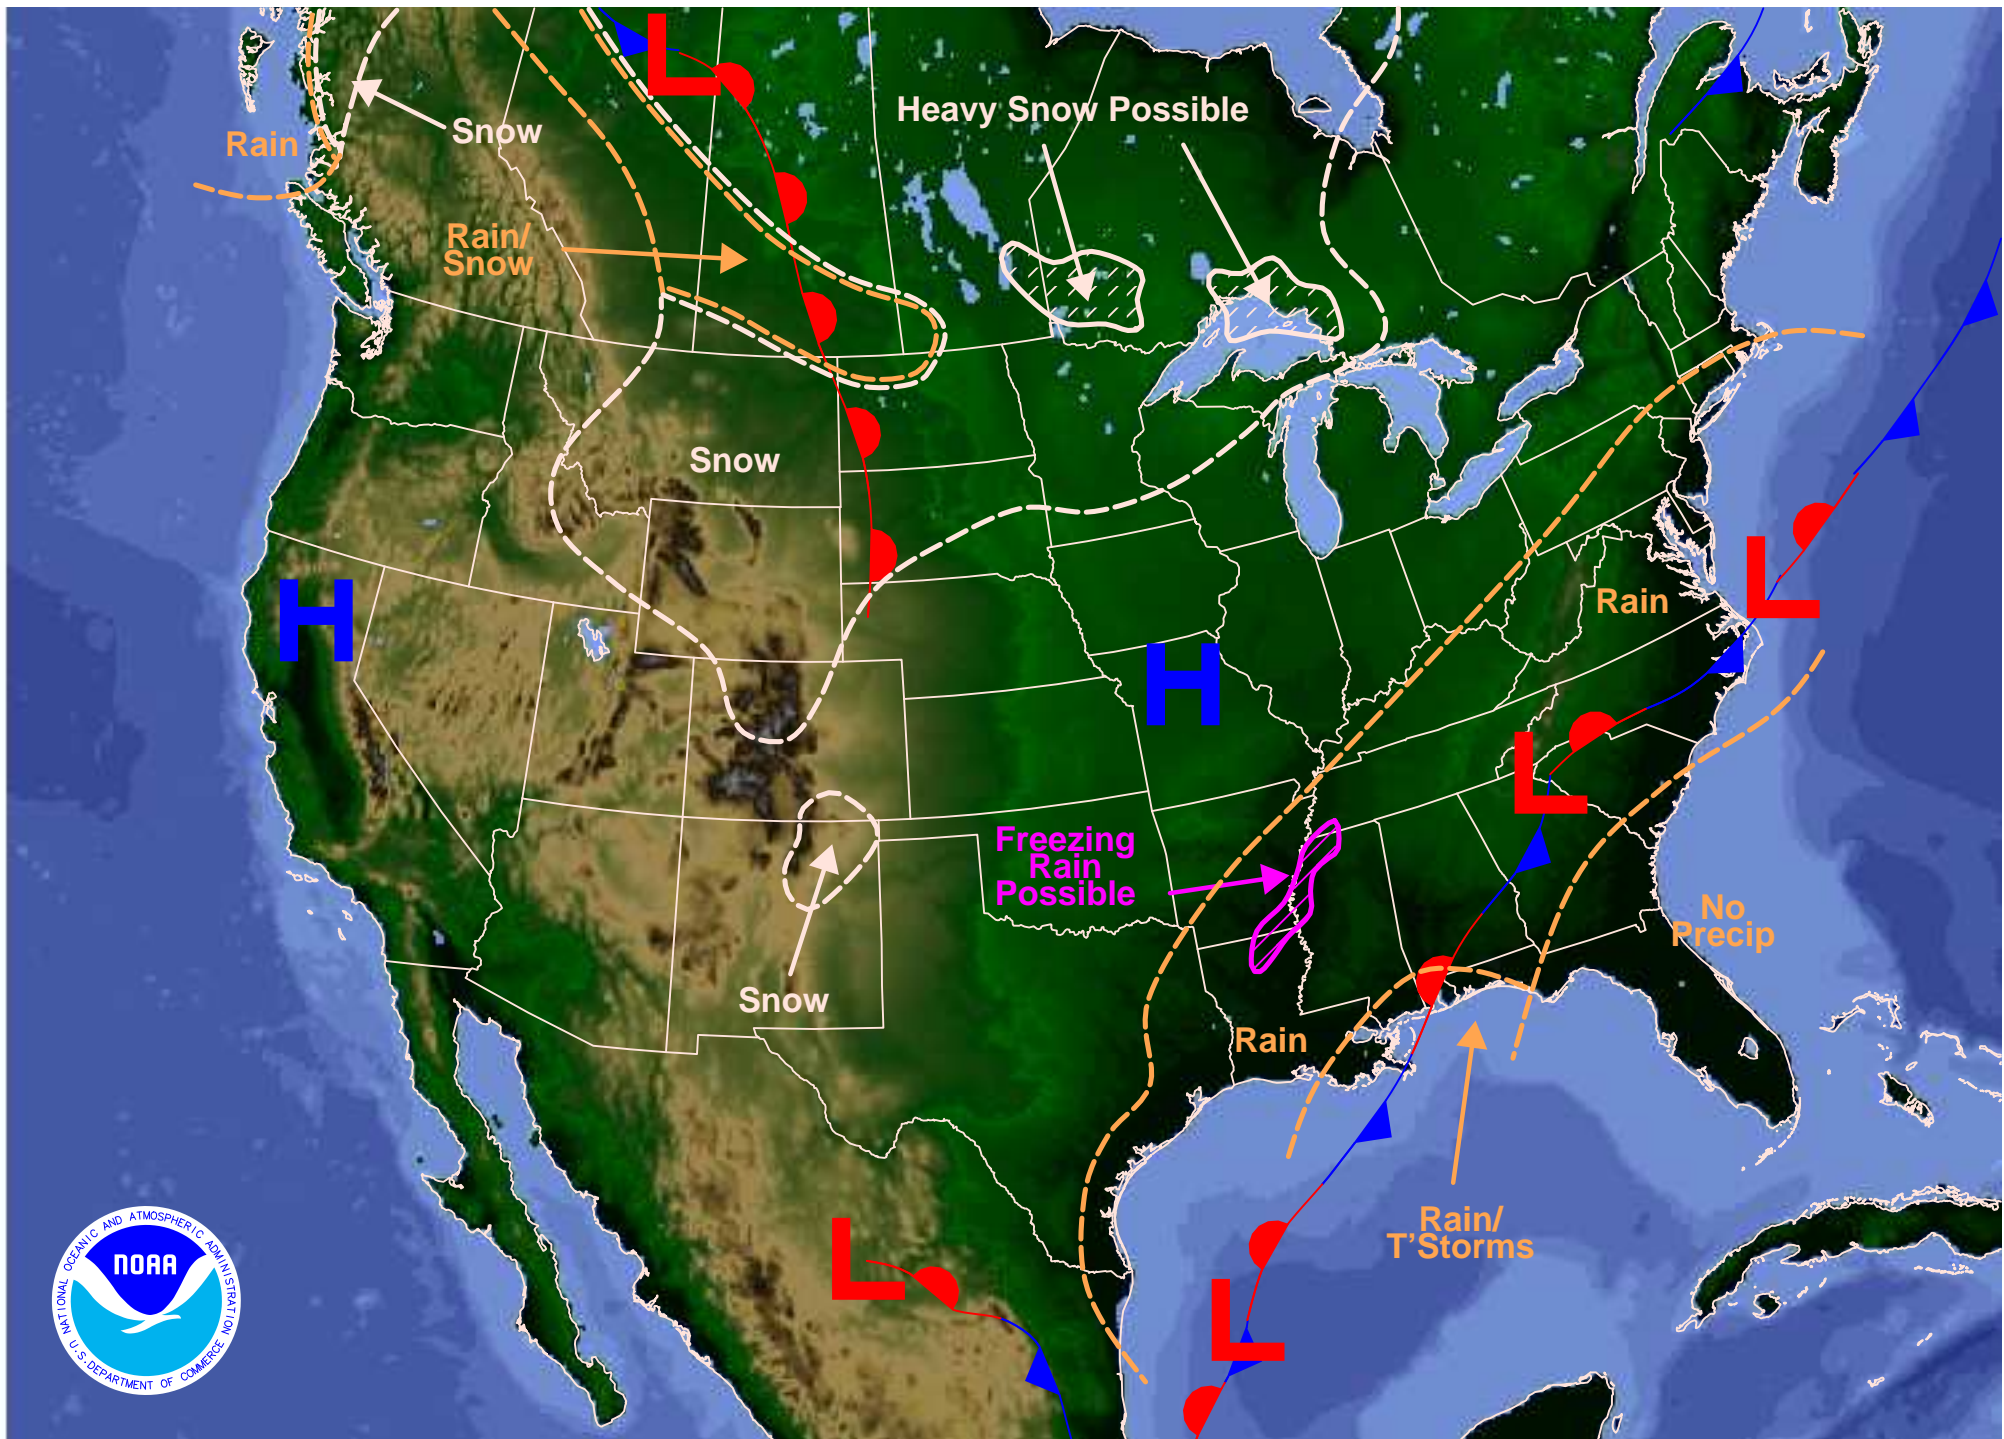 Heavy Snow Possible
Snow
Rain
Rain/
Snow
Snow
Rain
H
H
L
L
L
L
L
Freezing
Rain
Possible
No
Precip
Snow
Rain
Rain/
T'Storms
NOAA
NATIONAL OCEANIC AND ATMOSPHERIC ADMINISTRATION
U.S. DEPARTMENT OF COMMERCE